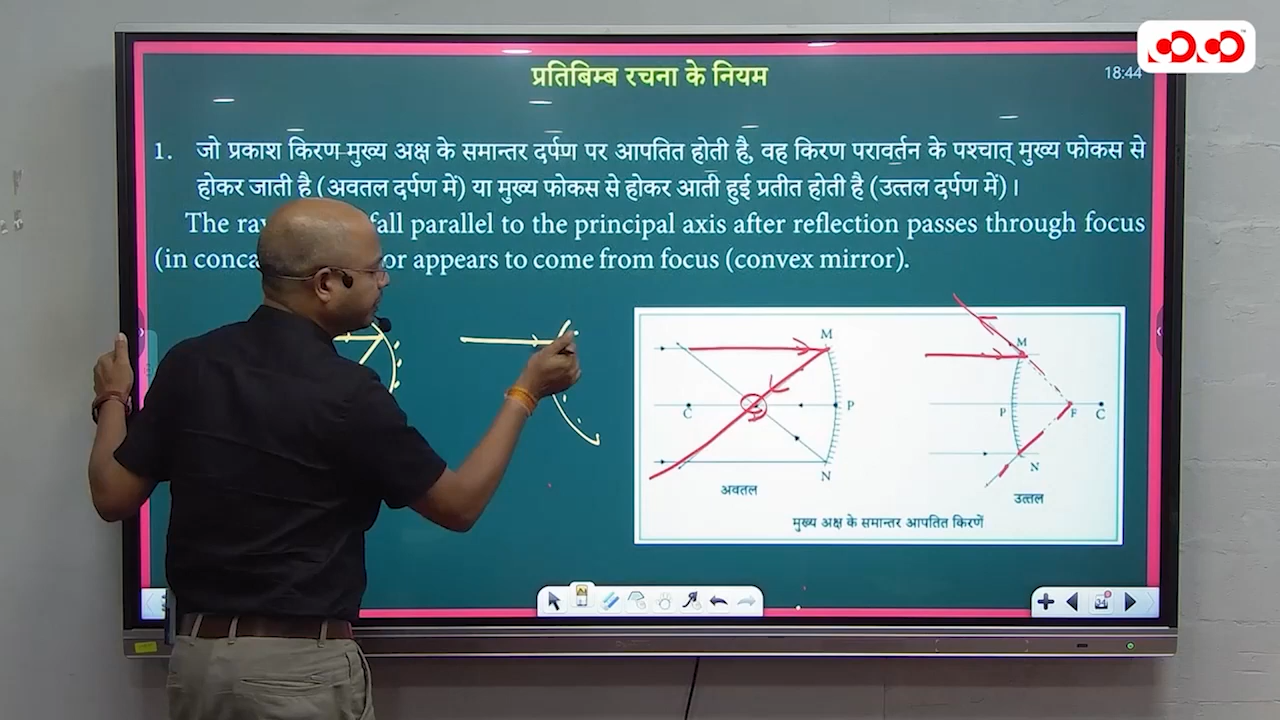 प्रतिबिम्ब रचना के नियम
18:44
1. जो प्रकाश किरण मुख्य अक्ष के समान्तर दर्पण पर आपतित होती है, वह किरण परावर्तन के पश्चात् मुख्य फोकस से
होकर जाती है (अवतल दर्पण में) या मुख्य फोकस से होकर आती हुई प्रतीत होती है (उत्तल दर्पण में)।
The fall parallel to the principal axis after reflection passes through focus
(in or appears to come from focus (convex mirror).
M
C
P
N
अवतल
M
P
F
C
N
उत्तल
मुख्य अक्ष के समान्तर आपतित किरणें
34